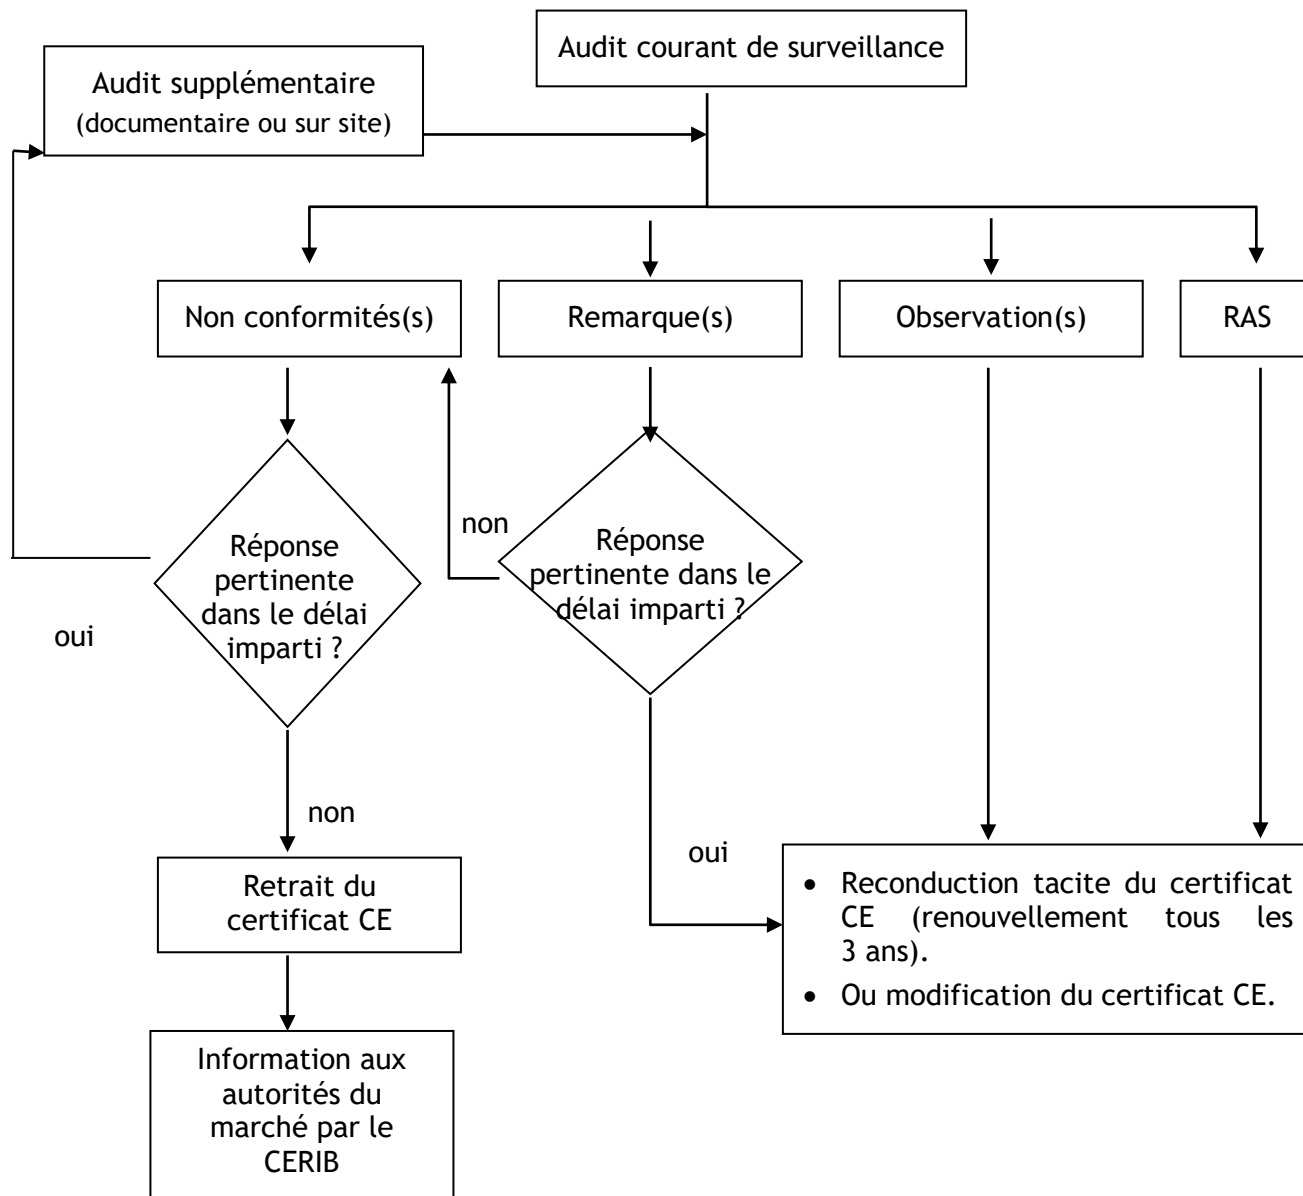 Audit courant de surveillance
Audit supplémentaire
(documentaire ou sur site)
Non conformités(s)
Remarque(s)
Observation(s)
RAS
Réponse
pertinente
dans le délai
imparti ?
oui
non
Réponse
pertinente dans le
délai imparti ?
non
oui
Retrait du
certificat CE
• Reconduction tacite du certificat
CE (renouvellement tous les
3 ans).
• Ou modification du certificat CE.
Information aux
autorités du
marché par le
CERIB